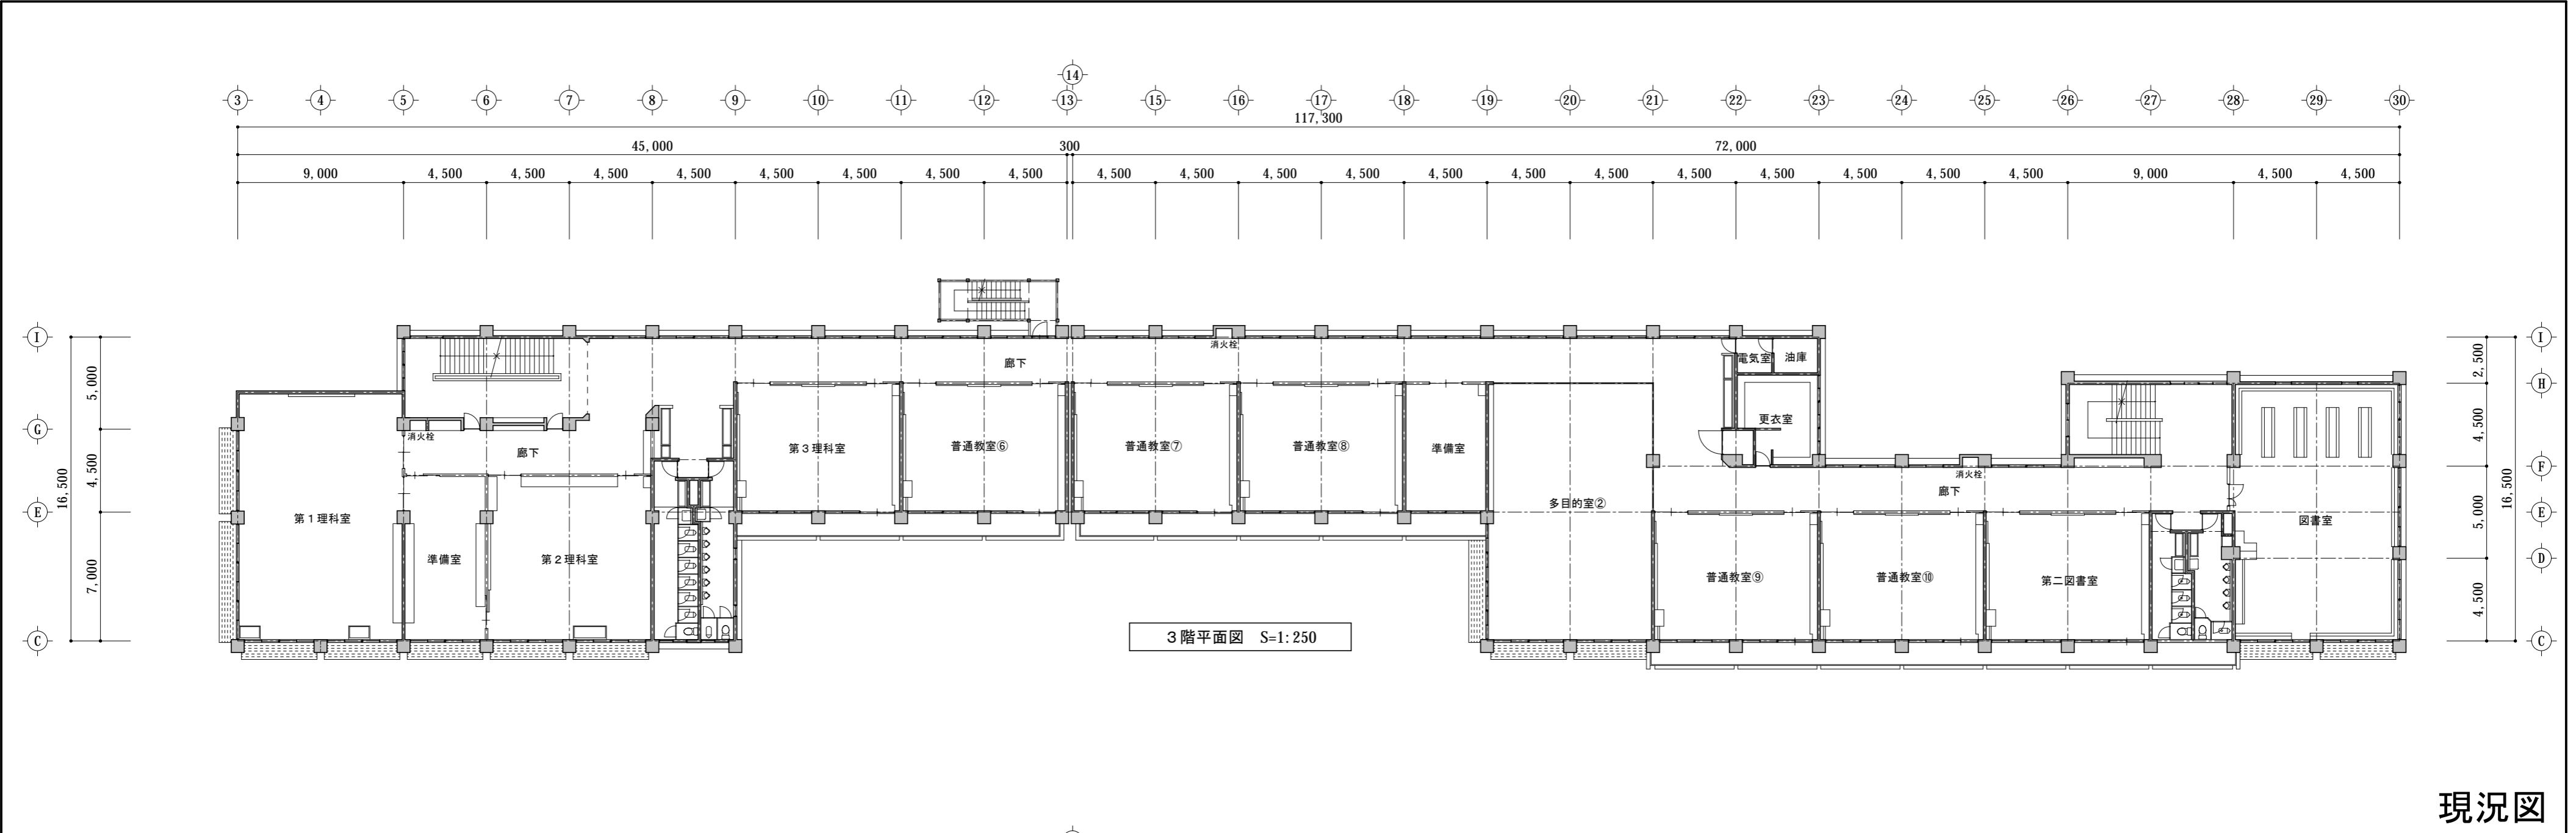 14
3 4 5 6 7 8 9 10 11 12 13 15 16 17 18 19 20 21 22 23 24 25 26 27 28 29 30
117,300
45,000 300 72,000
9,000 4,500 4,500 4,500 4,500 4,500 4,500 4,500 4,500 4,500 4,500 4,500 4,500 4,500 4,500 4,500 4,500 4,500 4,500 4,500 4,500 9,000 4,500 4,500
I
H
G
F
E
D
C
I
G
E
C
5,000
4,500
7,000
16,500
2,500
4,500
5,000
4,500
16,500
消火栓
廊下
電気室 油庫
更衣室
消火栓
廊下
第3理科室
普通教室⑥
普通教室⑦
普通教室⑧
準備室
消火栓
廊下
第1理科室
多目的室②
図書室
準備室
第2理科室
普通教室⑨
普通教室⑩
第二図書室
3階平面図 S=1:250
現況図